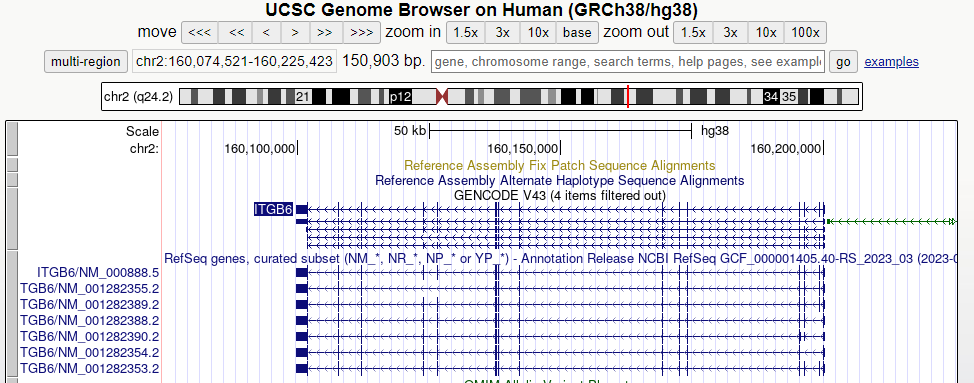 UCSC Genome Browser on Human (GRCh38/hg38)
move <<< << < > >> >>> zoom in 1.5x 3x 10x base zoom out 1.5x 3x 10x 100x
multi-region chr2:160,074,521-160,225,423 150,903 bp. gene, chromosome range, search terms, help pages, see exampl go examples
chr2 (q24.2) 21 p12 34 35
Scale 50 kb hg38
chr2: 160,100,000 160,150,000 160,200,000
Reference Assembly Fix Patch Sequence Alignments
Reference Assembly Alternate Haplotype Sequence Alignments
GENCODE V43 (4 items filtered out)
ITGB6
RefSeq genes, curated subset (NM_*, NR_*, NP_* or YP_*) - Annotation Release NCBI RefSeq GCF_000001405.40-RS_2023_03 (2023-0
ITGB6/NM_000888.5
TGB6/NM_001282355.2
TGB6/NM_001282389.2
TGB6/NM_001282388.2
TGB6/NM_001282390.2
TGB6/NM_001282354.2
TGB6/NM_001282353.2